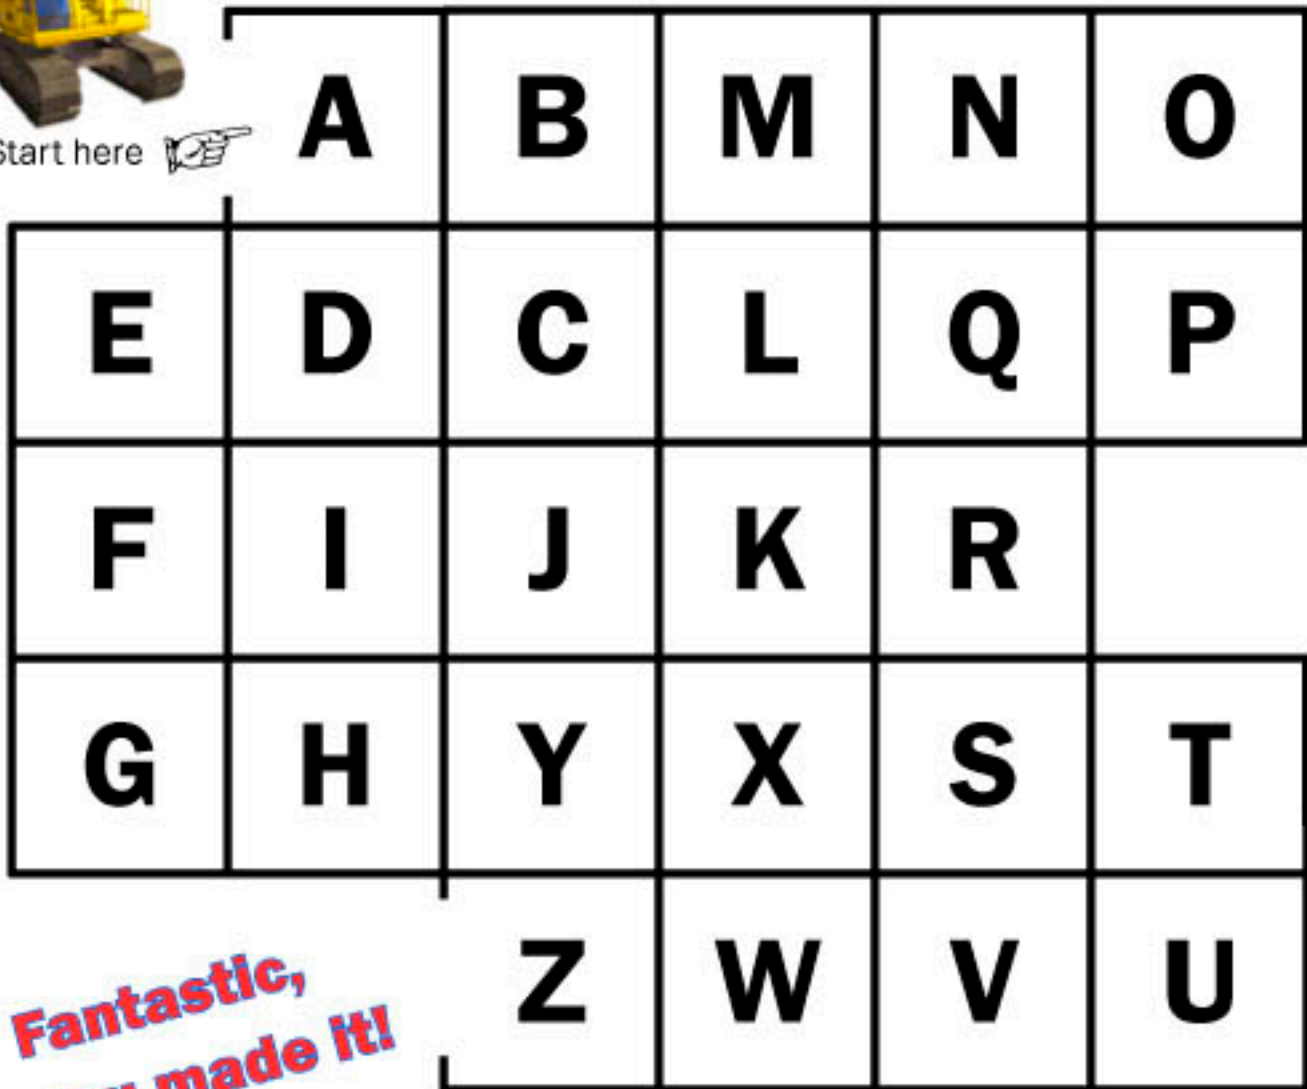 A B M N O
Start here
E D C L Q P
F I J K R
G H Y X S T
Z W V U
Fantastic,
made it!